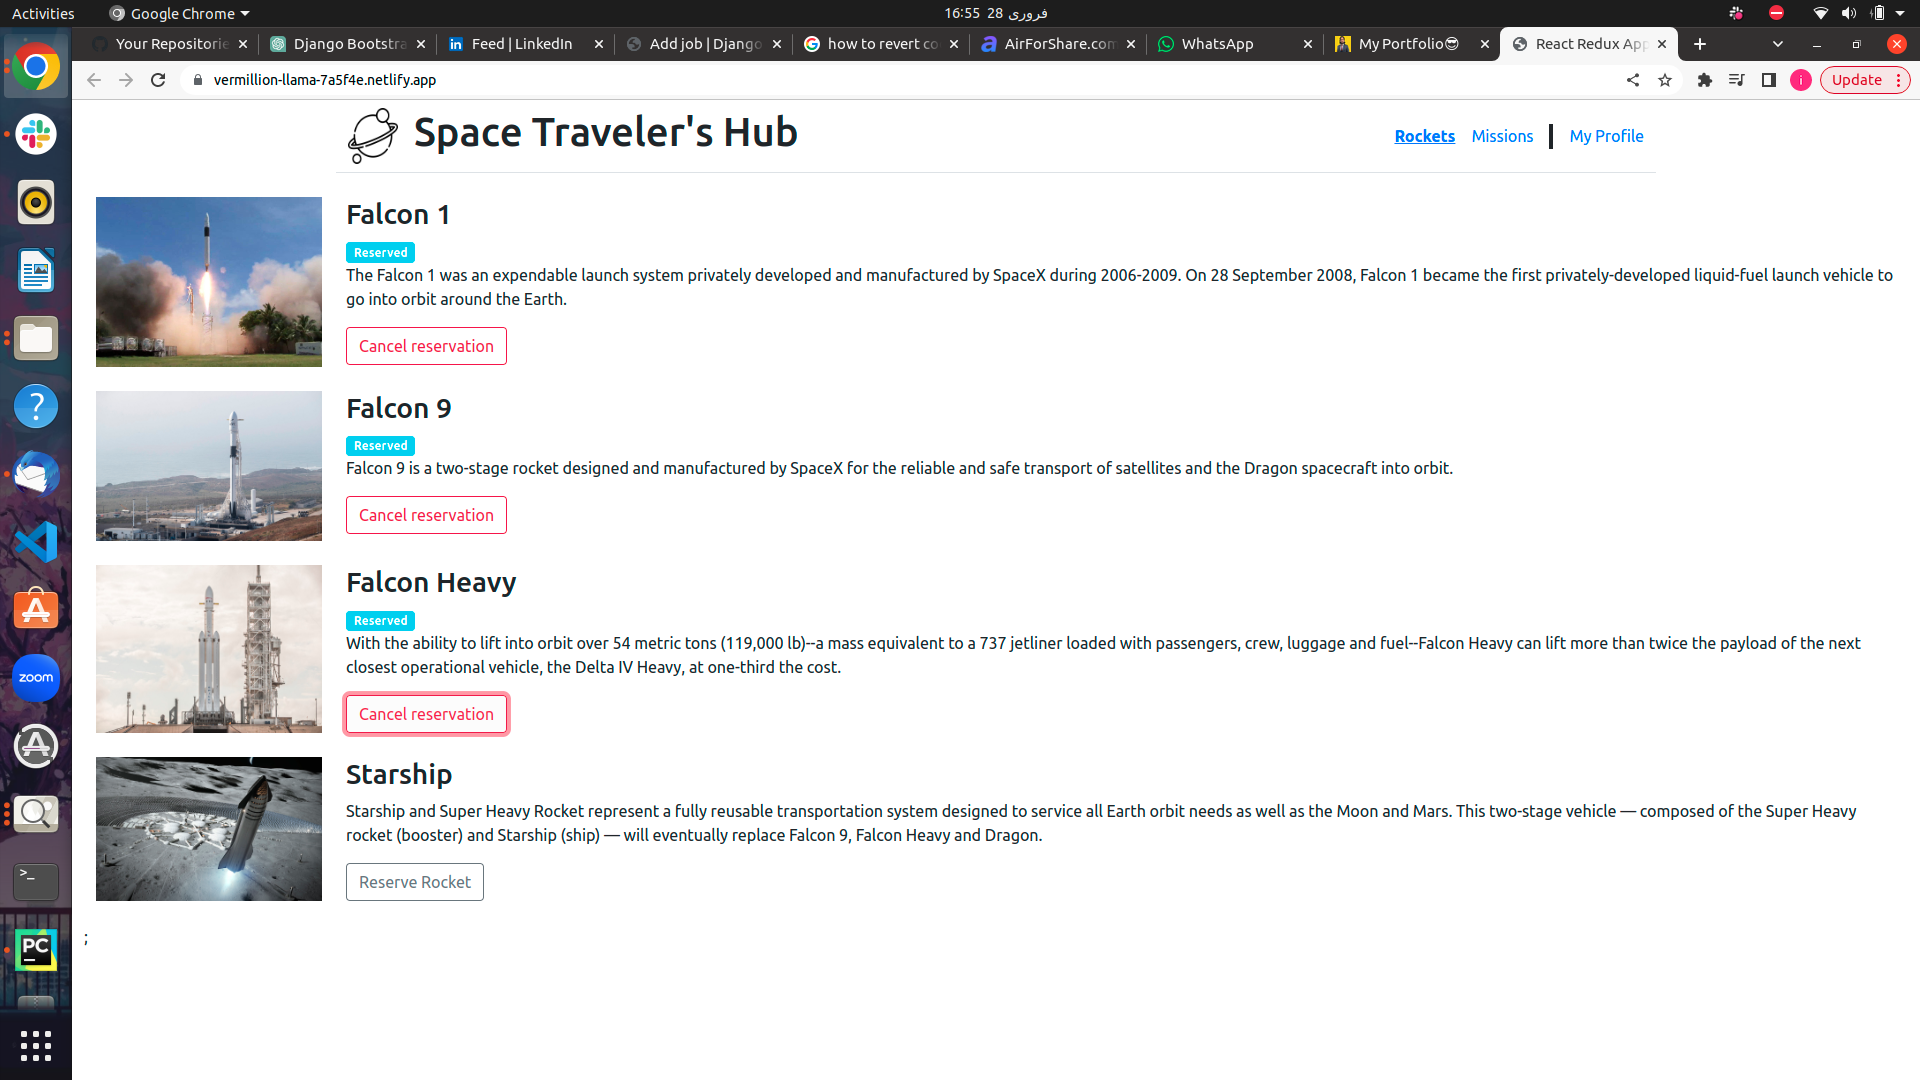 Activities
Google Chrome
16:55 28 فروری
Your Repositorie
Django Bootstra
Feed | LinkedIn
Add job | Django
how to revert co
AirForShare.com
WhatsApp
My Portfolio😎
React Redux App
vermillion-llama-7a5f4e.netlify.app
i
Update
Space Traveler's Hub
Rockets
Missions
My Profile
Falcon 1
Reserved
The Falcon 1 was an expendable launch system privately developed and manufactured by SpaceX during 2006-2009. On 28 September 2008, Falcon 1 became the first privately-developed liquid-fuel launch vehicle to
go into orbit around the Earth.
Cancel reservation
Falcon 9
Reserved
Falcon 9 is a two-stage rocket designed and manufactured by SpaceX for the reliable and safe transport of satellites and the Dragon spacecraft into orbit.
Cancel reservation
Falcon Heavy
Reserved
With the ability to lift into orbit over 54 metric tons (119,000 lb)--a mass equivalent to a 737 jetliner loaded with passengers, crew, luggage and fuel--Falcon Heavy can lift more than twice the payload of the next
closest operational vehicle, the Delta IV Heavy, at one-third the cost.
Cancel reservation
Starship
Starship and Super Heavy Rocket represent a fully reusable transportation system designed to service all Earth orbit needs as well as the Moon and Mars. This two-stage vehicle — composed of the Super Heavy
rocket (booster) and Starship (ship) — will eventually replace Falcon 9, Falcon Heavy and Dragon.
Reserve Rocket
;
zoom
>_
PC